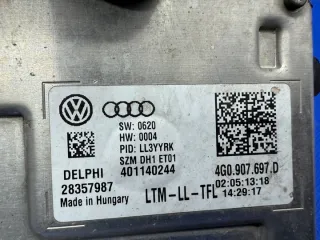 SW: 0620
HW: 0004
PID: LL3YYRK
SZM DH1 ET01
DELPHI 401140244 4G0.907.697.D
28357987 02:05:13:18
Made in Hungary LTM-LL-TFL 14:29:17